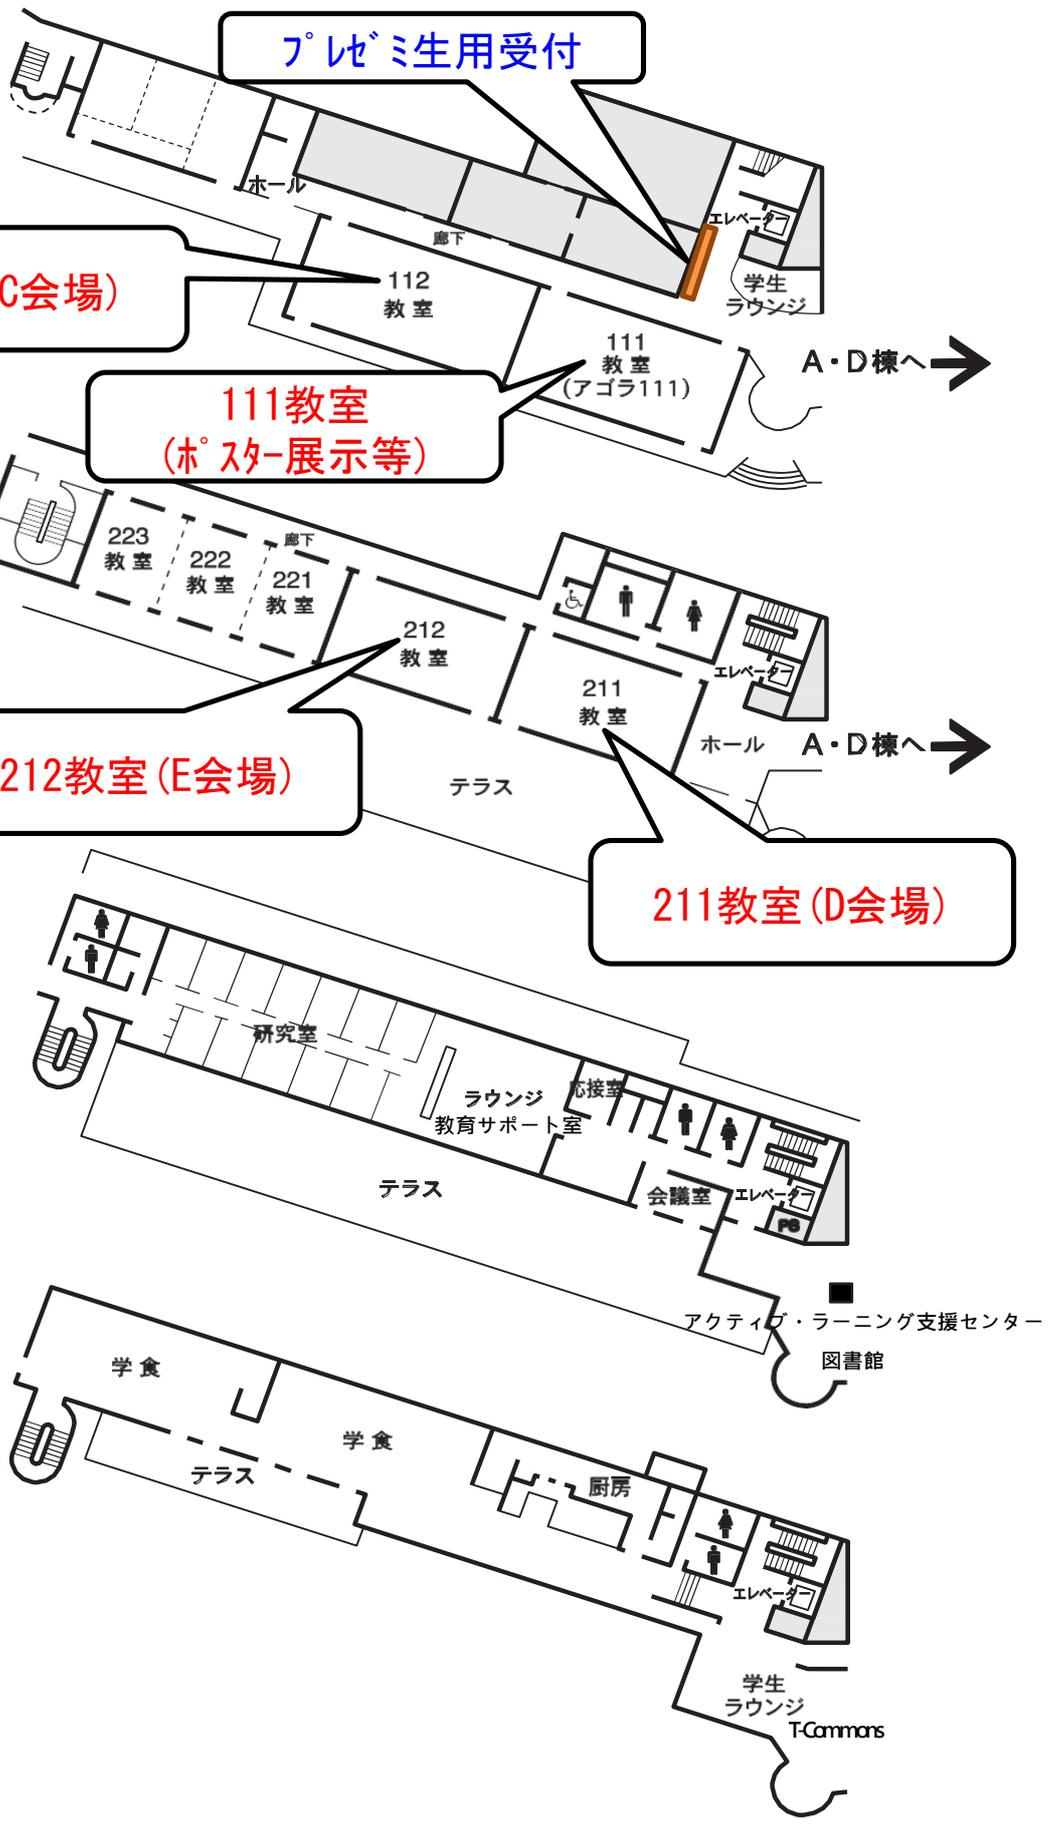 ﾌﾟﾚｾﾞﾐ生用受付
ホール
エレベーター
廊下
学生
ラウンジ
C会場)
112
教室
111
教室
(アゴラ111)
A・D棟へ
111教室
(ﾎﾟｽﾀｰ展示等)
223
教室
廊下
222
教室
221
教室
212
教室
エレベーター
211
教室
ホール
A・D棟へ
212教室(E会場)
テラス
211教室(D会場)
研究室
応接室
ラウンジ
教育サポート室
テラス
会議室
エレベーター
PS
アクティブ・ラーニング支援センター
図書館
学食
学食
テラス
厨房
エレベーター
学生
ラウンジ
T-Commons